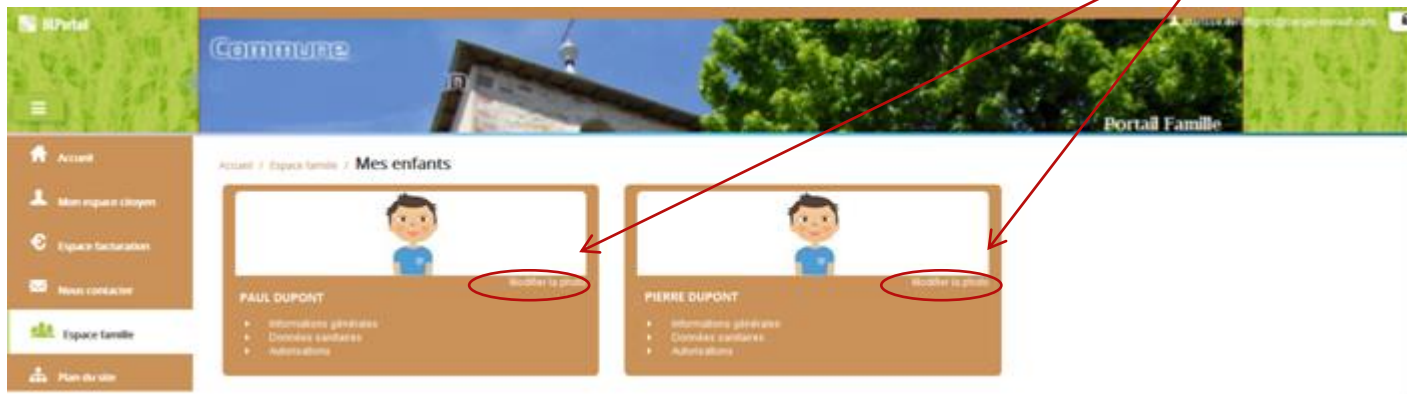 BLPortail
Commune
Portail Famille
Accueil
Mon espace citoyen
Espace facturation
Nous contacter
Espace famille
Plan du site
Accueil / Espace famille / Mes enfants
Modifier la photo
PAUL DUPONT
Informations générales
Données sanitaires
Autorisations
Modifier la photo
PIERRE DUPONT
Informations générales
Données sanitaires
Autorisations